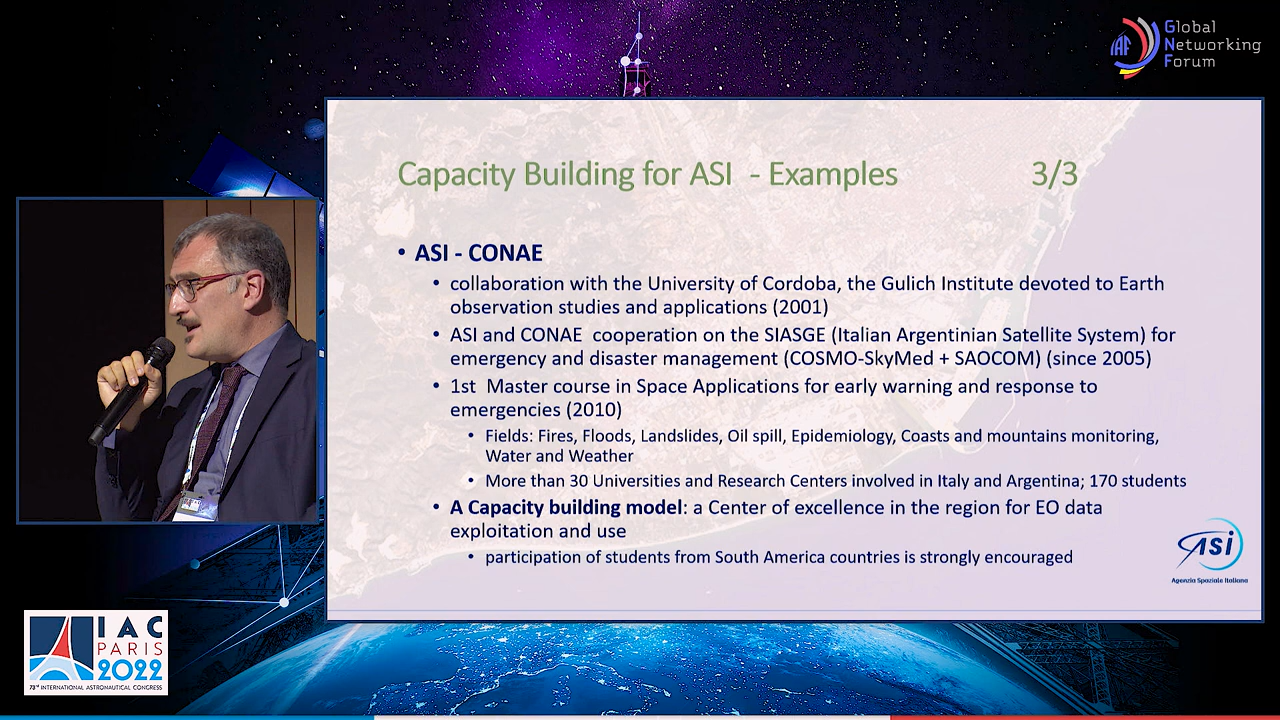 Global
Networking
Forum
IAF
Capacity Building for ASI - Examples 3/3
• ASI - CONAE
• collaboration with the University of Cordoba, the Gulich Institute devoted to Earth
observation studies and applications (2001)
• ASI and CONAE cooperation on the SIASGE (Italian Argentinian Satellite System) for
emergency and disaster management (COSMO-SkyMed + SAOCOM) (since 2005)
• 1st Master course in Space Applications for early warning and response to
emergencies (2010)
• Fields: Fires, Floods, Landslides, Oil spill, Epidemiology, Coasts and mountains monitoring,
Water and Weather
• More than 30 Universities and Research Centers involved in Italy and Argentina; 170 students
• A Capacity building model: a Center of excellence in the region for EO data
exploitation and use
• participation of students from South America countries is strongly encouraged
ASI
Agenzia Spaziale Italiana
IAC
PARIS
2022
73rd INTERNATIONAL ASTRONAUTICAL CONGRESS